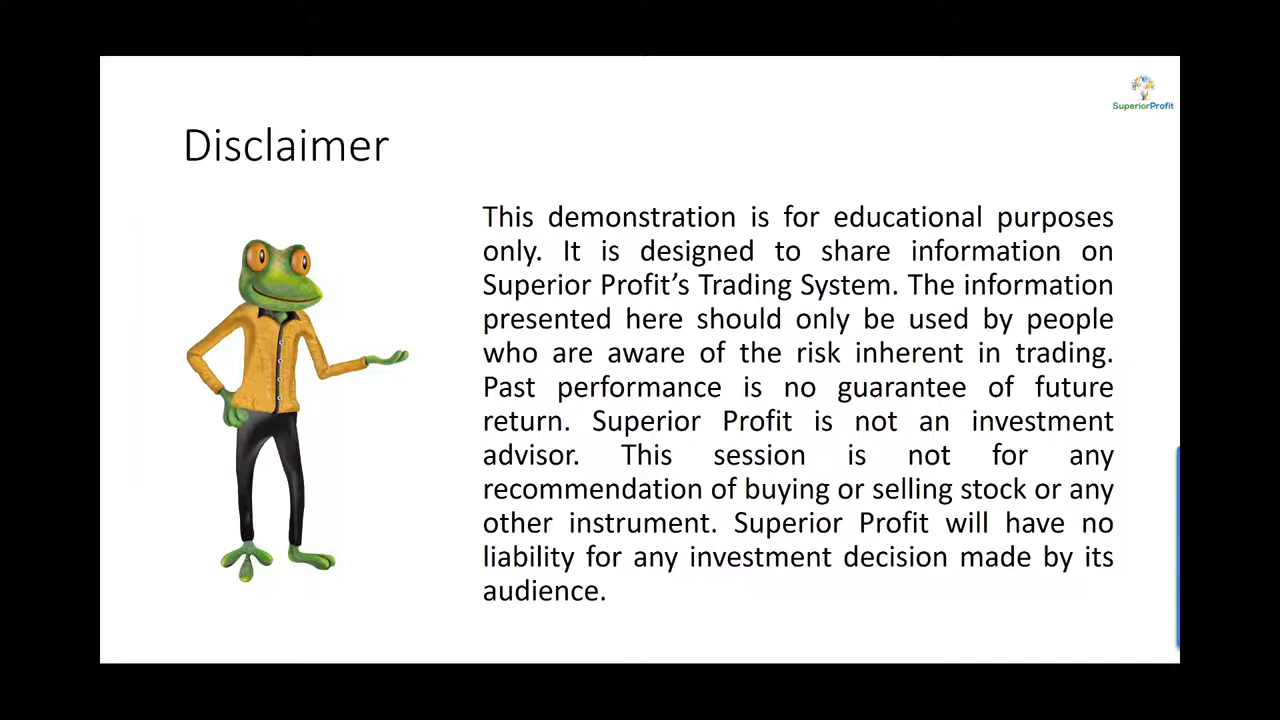 SuperiorProfit
Disclaimer
This demonstration is for educational purposes
only. It is designed to share information on
Superior Profit’s Trading System. The information
presented here should only be used by people
who are aware of the risk inherent in trading.
Past performance is no guarantee of future
return. Superior Profit is not an investment
advisor. This session is not for any
recommendation of buying or selling stock or any
other instrument. Superior Profit will have no
liability for any investment decision made by its
audience.